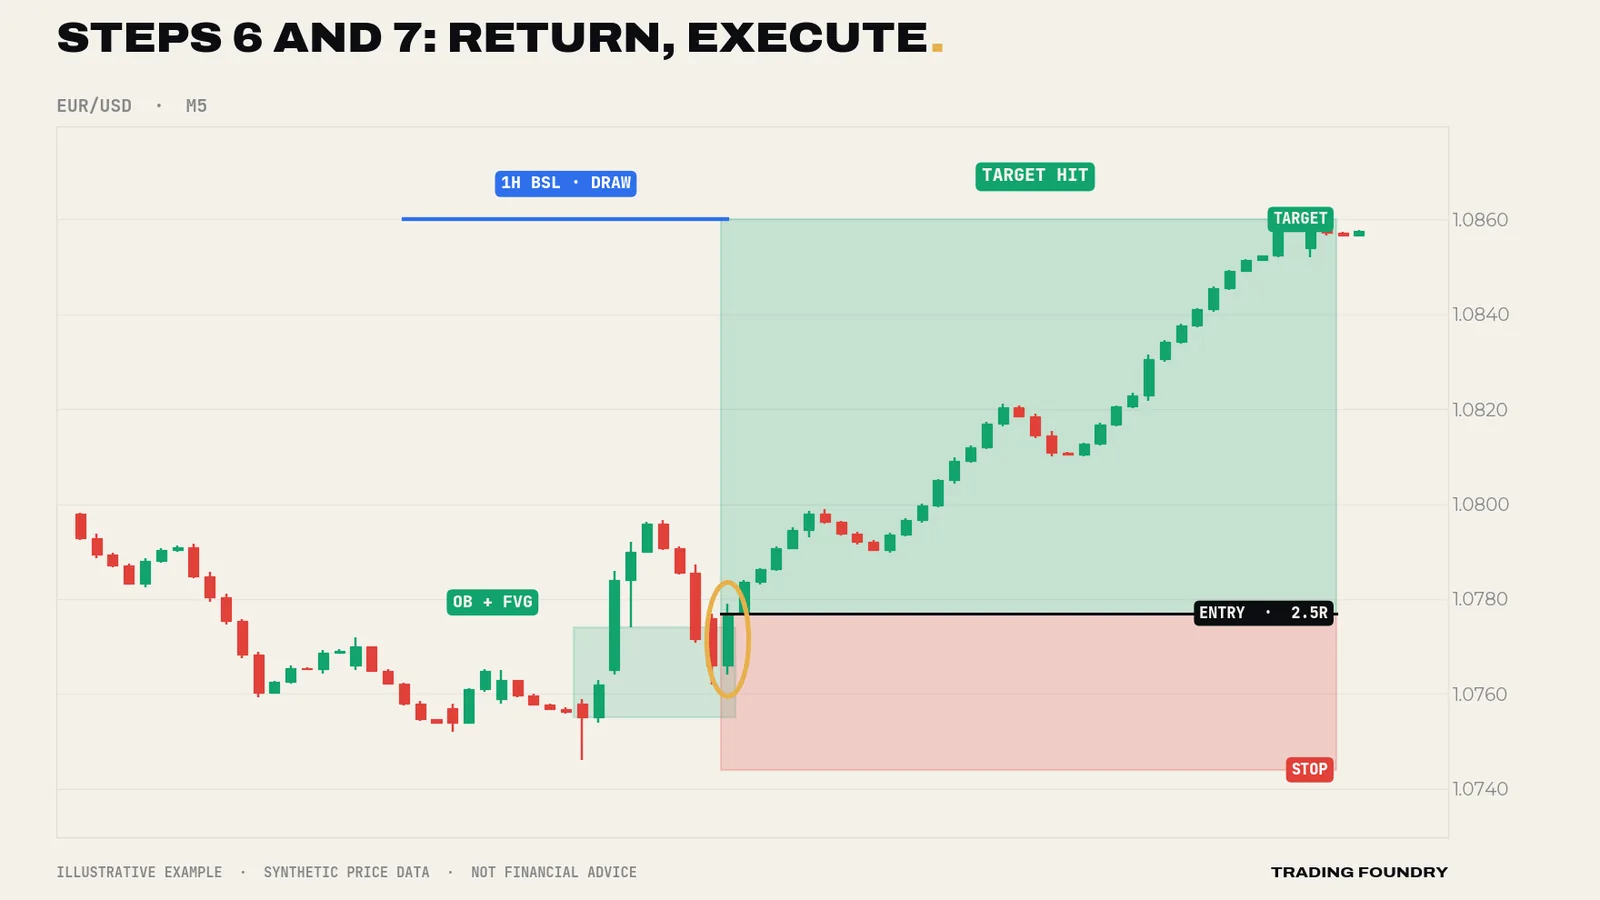 STEPS 6 AND 7: RETURN, EXECUTE.
EUR/USD · M5
1H BSL · DRAW
TARGET HIT
TARGET
1.0860
1.0840
1.0820
1.0800
OB + FVG
1.0780
ENTRY · 2.5R
1.0760
STOP
1.0740
ILLUSTRATIVE EXAMPLE · SYNTHETIC PRICE DATA · NOT FINANCIAL ADVICE
TRADING FOUNDRY